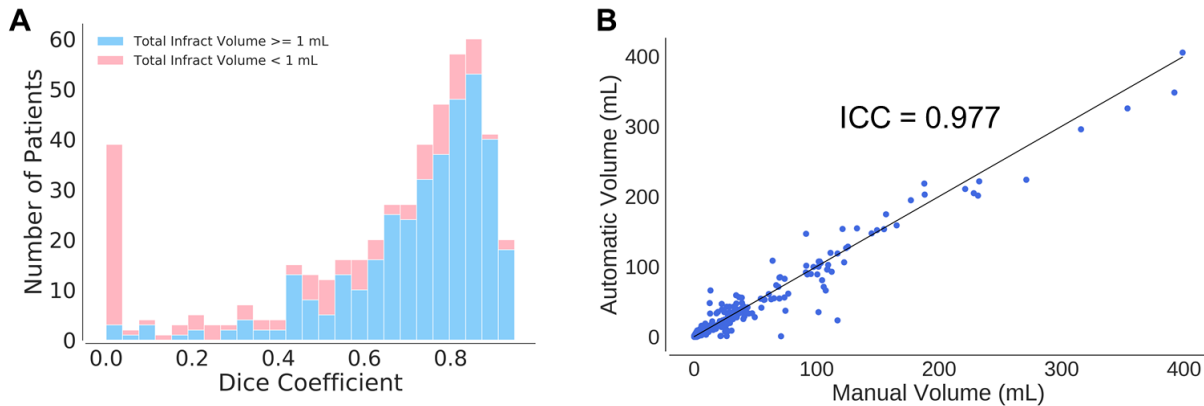 A
Total Infract Volume >= 1 mL
Total Infract Volume < 1 mL
Number of Patients
60
50
40
30
20
10
0
0.0 0.2 0.4 0.6 0.8
Dice Coefficient
B
ICC = 0.977
Automatic Volume (mL)
400
300
200
100
0
0 100 200 300 400
Manual Volume (mL)